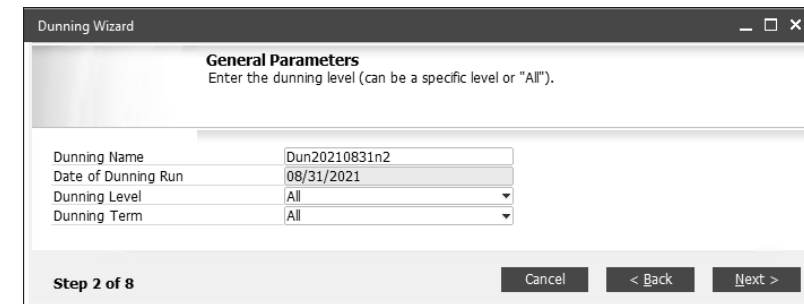 Dunning Wizard
General Parameters
Enter the dunning level (can be a specific level or "All").
Dunning Name Dun20210831n2
Date of Dunning Run 08/31/2021
Dunning Level All
Dunning Term All
Step 2 of 8 Cancel < Back Next >